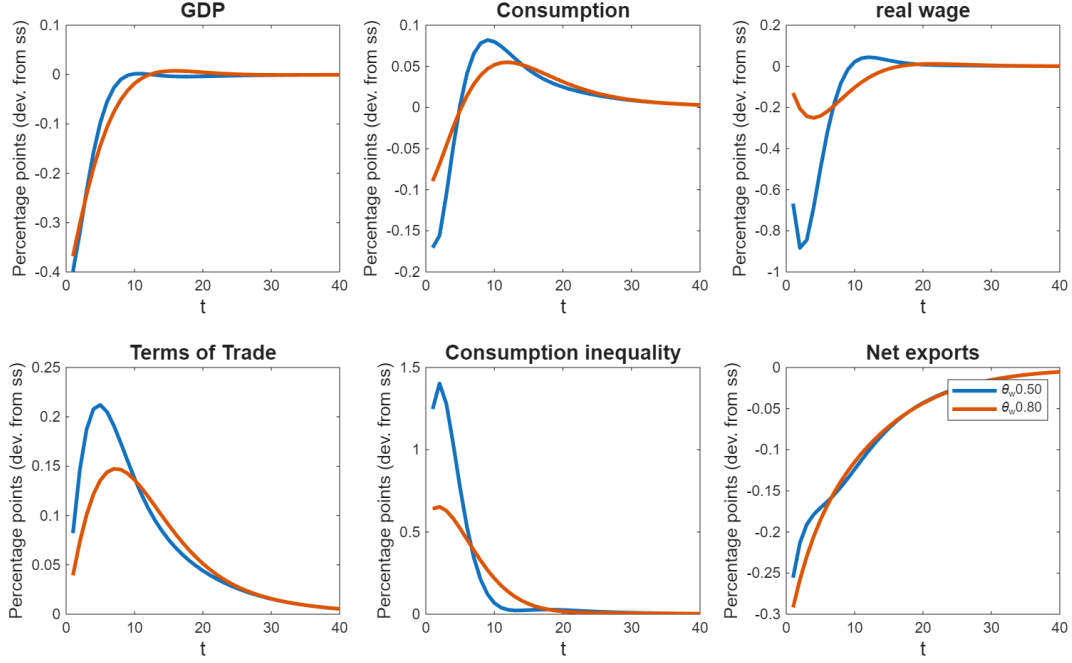 GDP
Percentage points (dev. from ss)
0.1
0
-0.1
-0.2
-0.3
-0.4
0 10 20 30 40
t
Consumption
Percentage points (dev. from ss)
0.1
0.05
0
-0.05
-0.1
-0.15
-0.2
0 10 20 30 40
t
real wage
Percentage points (dev. from ss)
0.2
0
-0.2
-0.4
-0.6
-0.8
-1
0 10 20 30 40
t
Terms of Trade
Percentage points (dev. from ss)
0.25
0.2
0.15
0.1
0.05
0
0 10 20 30 40
t
Consumption inequality
Percentage points (dev. from ss)
1.5
1
0.5
0
0 10 20 30 40
t
Net exports
Percentage points (dev. from ss)
0
-0.05
-0.1
-0.15
-0.2
-0.25
-0.3
0 10 20 30 40
t
θw0.50
θw0.80